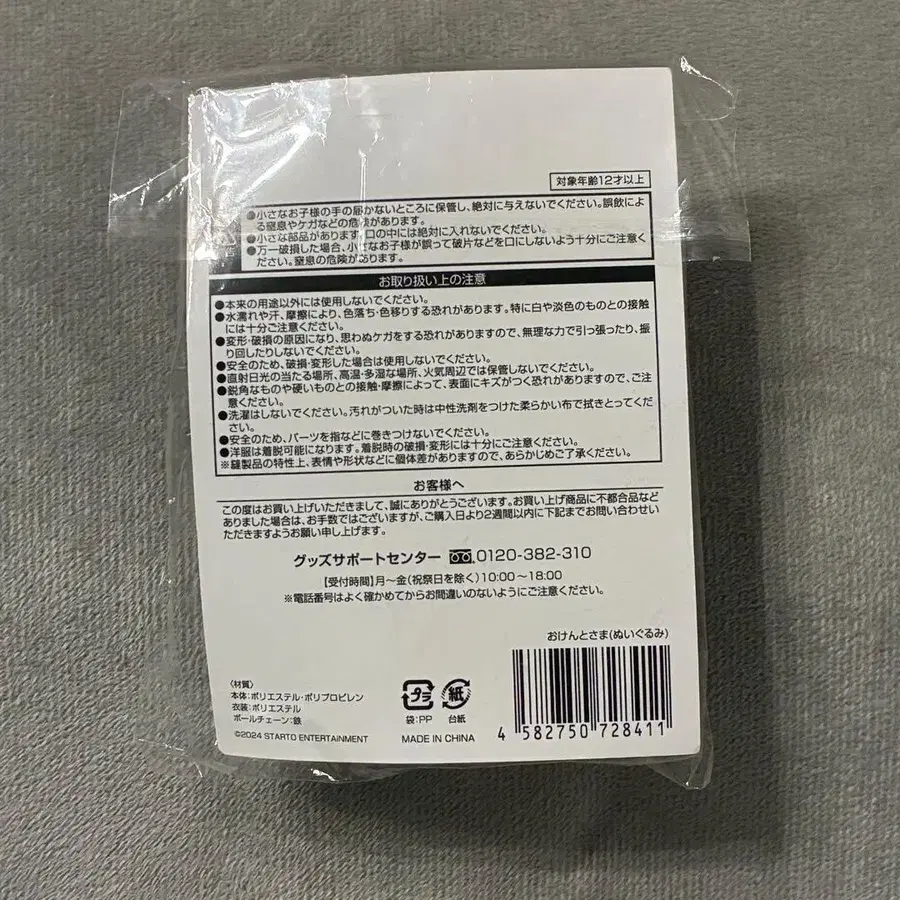 対象年齢12才以上
●小さなお子様の手の届かないところに保管し、絶対に与えないでください。誤飲に
よる窒息やケガなどの危険があります。
●小さな部品があります。口の中には絶対に入れないでください。
●万一破損した場合、小さなお子様が誤って破片などを口にしないよう十分にご注意く
ださい。窒息の危険があります。
お取り扱い上の注意
●本来の用途以外には使用しないでください。
●水濡れや汗、摩擦により、色落ち・色移りする恐れがあります。特に白や淡色のものとの接触
には十分ご注意ください。
●変形・破損の原因になり、思わぬケガをする恐れがありますので、無理な力で引っ張ったり、振
り回したりしないでください。
●安全のため、破損・変形した場合は使用しないでください。
●直射日光の当たる場所、高温・多湿な場所、火気周辺では保管しないでください。
●鋭角なものや硬いものとの接触・摩擦によって、表面にキズがつく恐れがありますので、ご注
意ください。
●洗濯はしないでください。汚れがついた時は中性洗剤をつけた柔らかい布で拭きとってくだ
さい。
●安全のため、パーツを指などに巻きつけないでください。
●洋服は着脱可能になります。着脱時の破損・変形には十分にご注意ください。
※縫製品の特性上、表情や形状などに個体差がありますので、あらかじめご了承ください。
お客様へ
この度はお買い上げいただきまして、誠にありがとうございます。お買い上げ商品に不都合品など
ありました場合は、お手数ではございますが、ご購入日より2週間以内に下記までお問い合わせい
ただきますようお願い申し上げます。
グッズサポートセンター 0120-382-310
【受付時間】月～金(祝祭日を除く)10:00～18:00
※電話番号はよく確かめてからお間違いのないようにご注意ください。
おけんとさま(ぬいぐるみ)
〈材質〉
本体:ポリエステル・ポリプロピレン
衣装:ポリエステル
ボールチェーン:鉄
©2024 STARTO ENTERTAINMENT
プラ
袋:PP
紙
台紙
MADE IN CHINA
4 582750 728411